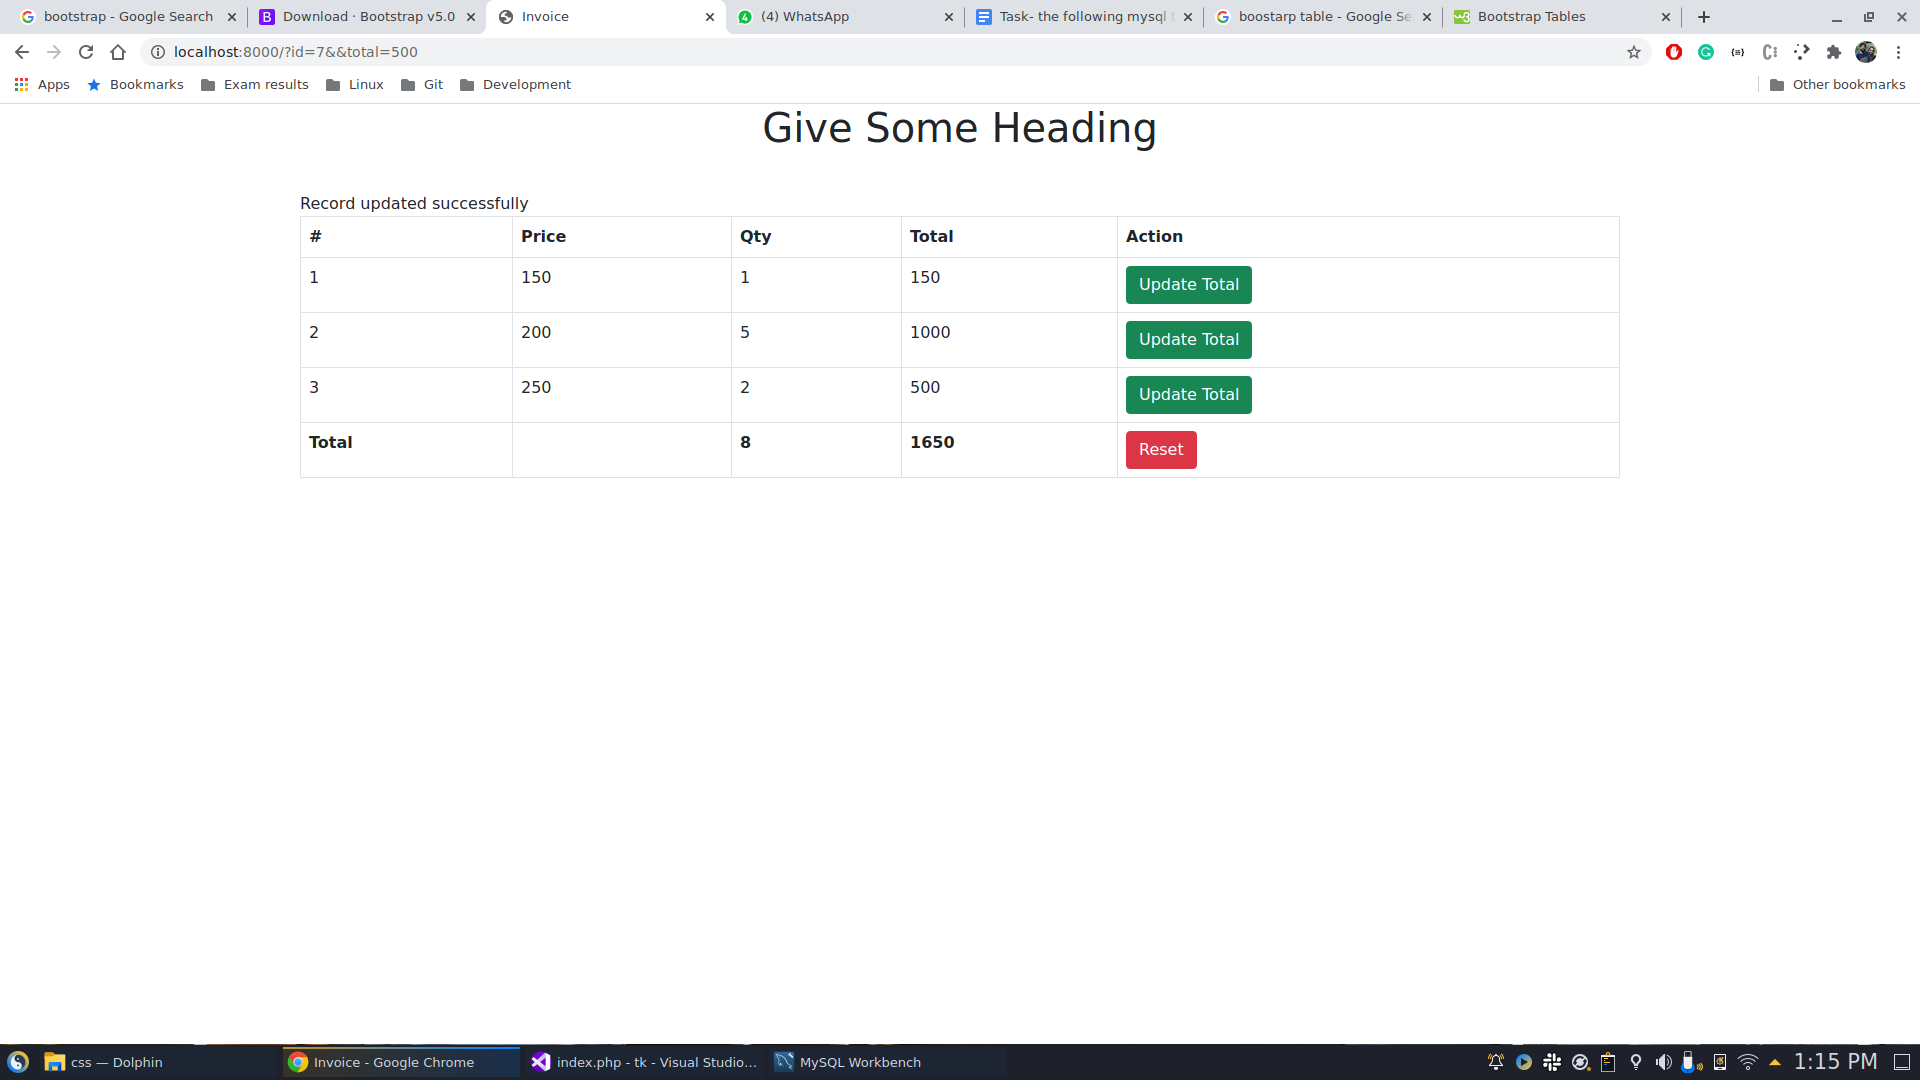 bootstrap - Google Search
Download · Bootstrap v5.0
Invoice
(4) WhatsApp
Task- the following mysql
boostarp table - Google Se
Bootstrap Tables
localhost:8000/?id=7&&total=500
Apps Bookmarks Exam results Linux Git Development Other bookmarks
Give Some Heading
Record updated successfully
# Price Qty Total Action
1 150 1 150 Update Total
2 200 5 1000 Update Total
3 250 2 500 Update Total
Total 8 1650 Reset
css — Dolphin
Invoice - Google Chrome
index.php - tk - Visual Studio...
MySQL Workbench
1:15 PM